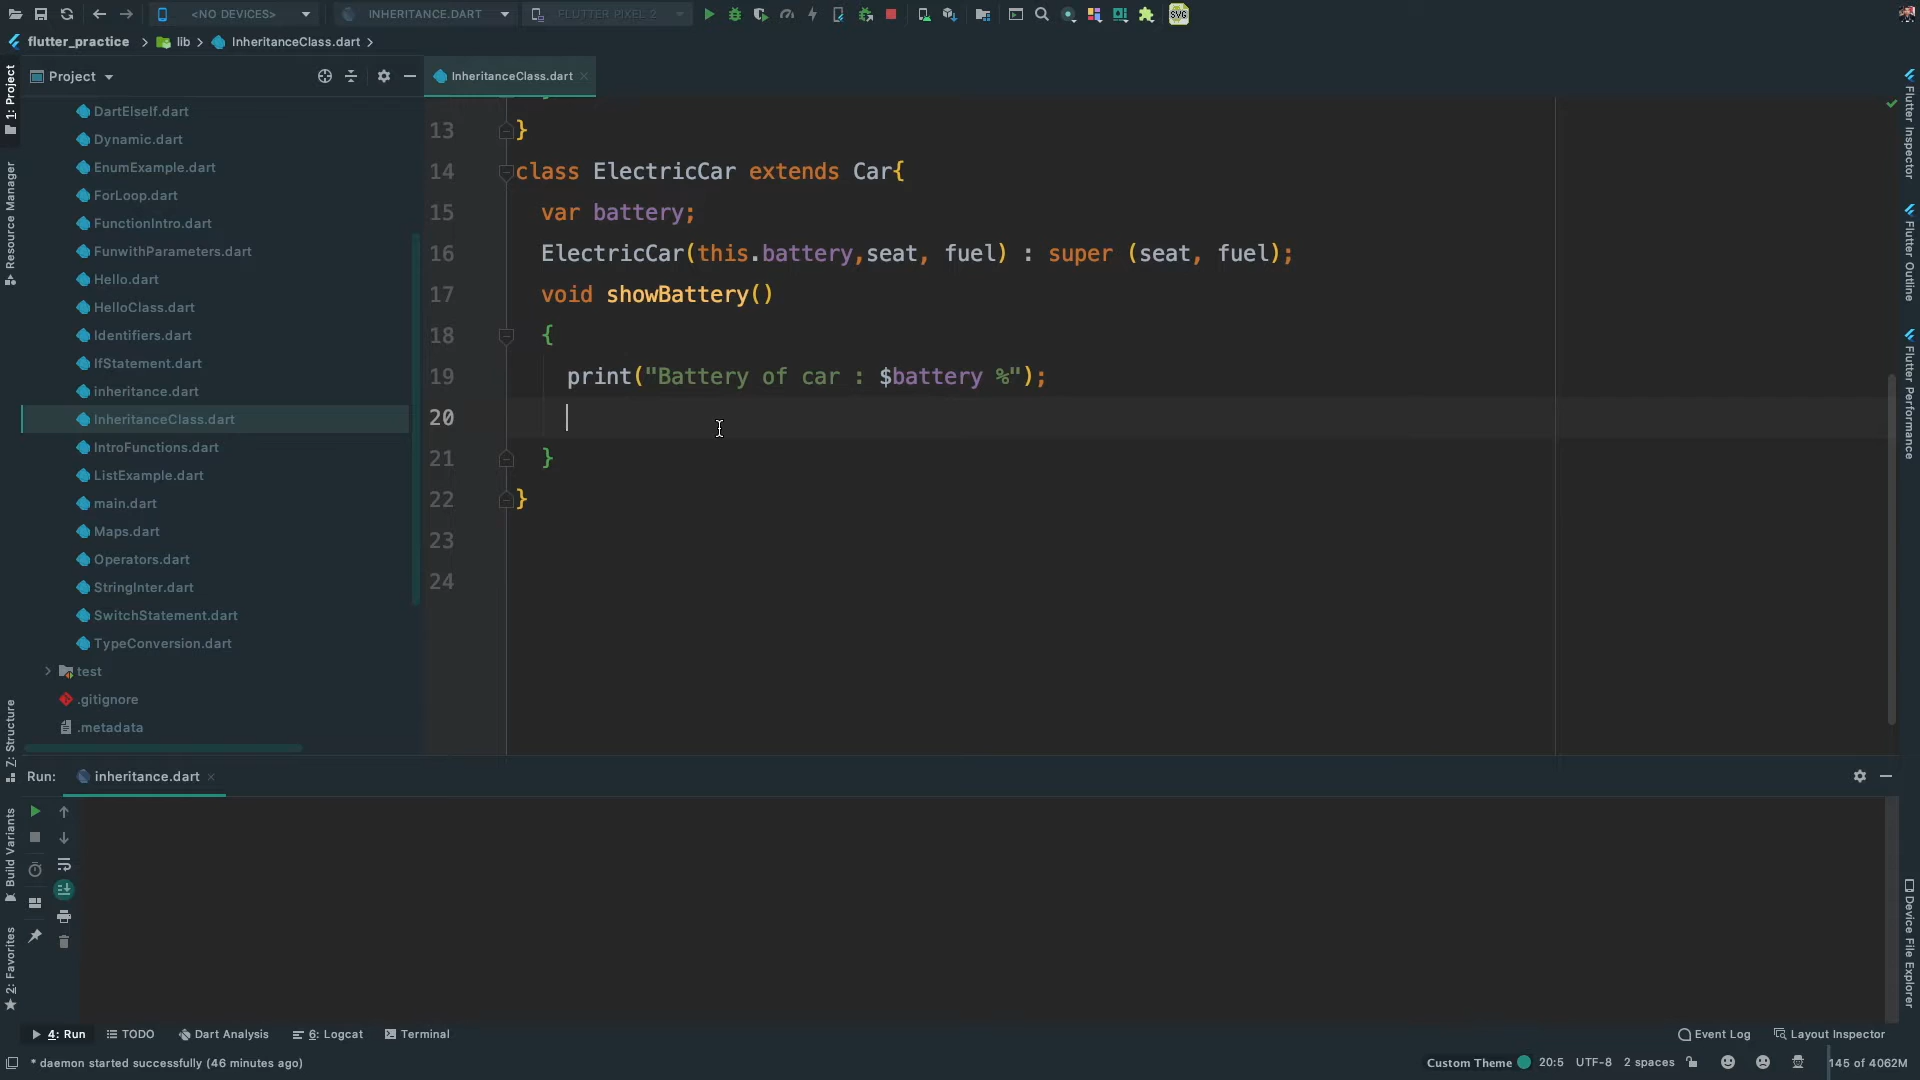 <NO DEVICES>
INHERITANCE.DART
FLUTTER PIXEL 2
SVG
flutter_practice
lib
InheritanceClass.dart
1: Project
Resource Manager
Z: Structure
Build Variants
2: Favorites
Project
DartElself.dart
Dynamic.dart
EnumExample.dart
ForLoop.dart
FunctionIntro.dart
FunwithParameters.dart
Hello.dart
HelloClass.dart
Identifiers.dart
IfStatement.dart
inheritance.dart
InheritanceClass.dart
IntroFunctions.dart
ListExample.dart
main.dart
Maps.dart
Operators.dart
StringInter.dart
SwitchStatement.dart
TypeConversion.dart
test
.gitignore
.metadata
InheritanceClass.dart
13 }
14 class ElectricCar extends Car{
15 var battery;
16 ElectricCar(this.battery,seat, fuel) : super (seat, fuel);
17 void showBattery()
18 {
19 print("Battery of car : $battery %");
20
21 }
22 }
23
24
Flutter Inspector
Flutter Outline
Flutter Performance
Device File Explorer
Run:
inheritance.dart
4: Run
TODO
Dart Analysis
6: Logcat
Terminal
Event Log
Layout Inspector
* daemon started successfully (46 minutes ago)
Custom Theme
20:5
UTF-8
2 spaces
145 of 4062M